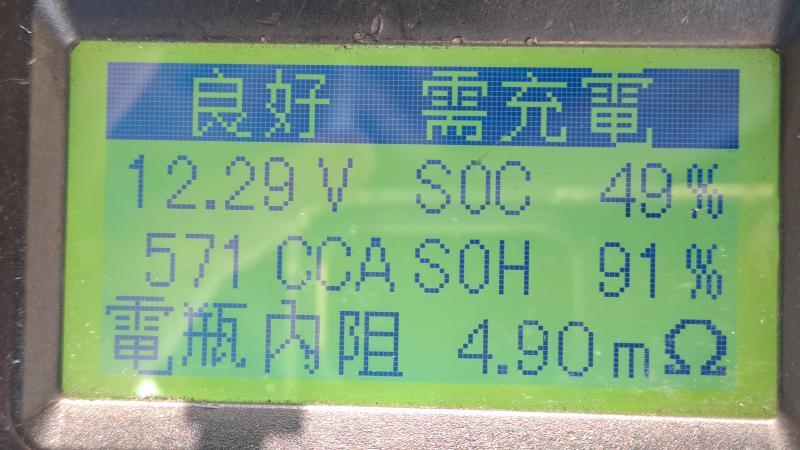 良好 需充電
12.29 V SOC 49%
571 CCA SOH 91%
電瓶內阻 4.90 mΩ